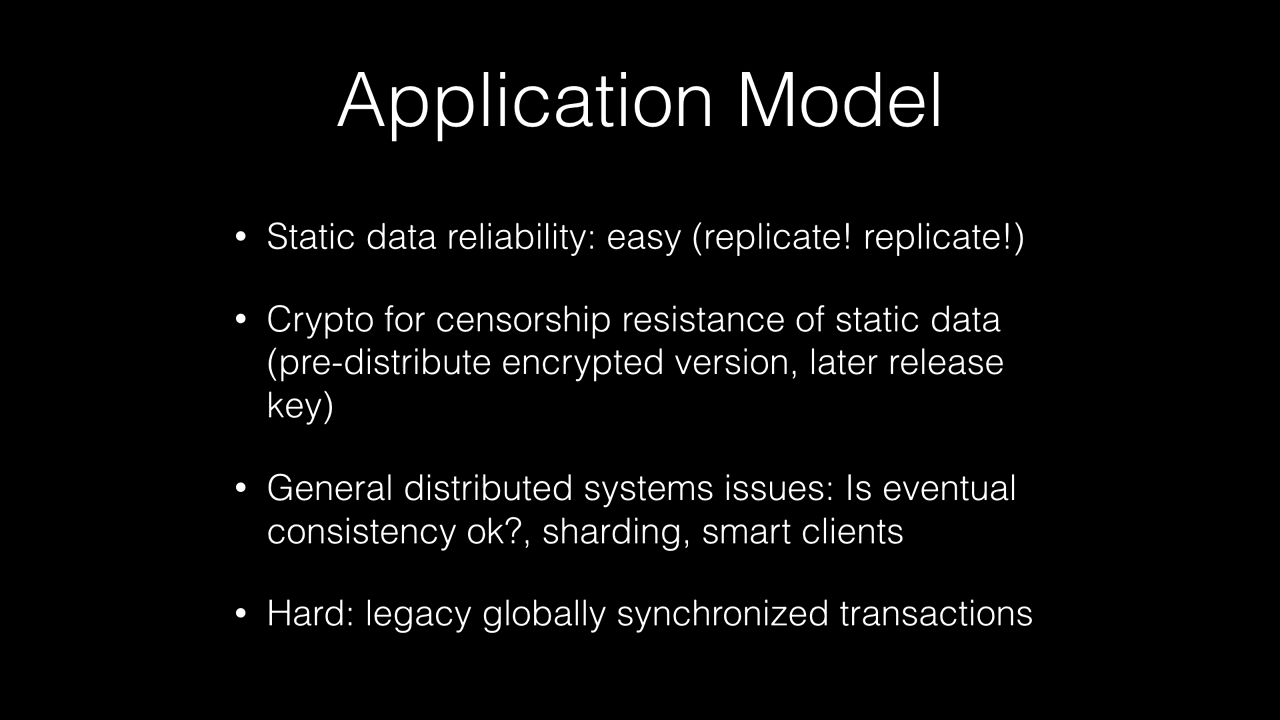 Application Model
• Static data reliability: easy (replicate! replicate!)
• Crypto for censorship resistance of static data
(pre-distribute encrypted version, later release
key)
• General distributed systems issues: Is eventual
consistency ok?, sharding, smart clients
• Hard: legacy globally synchronized transactions